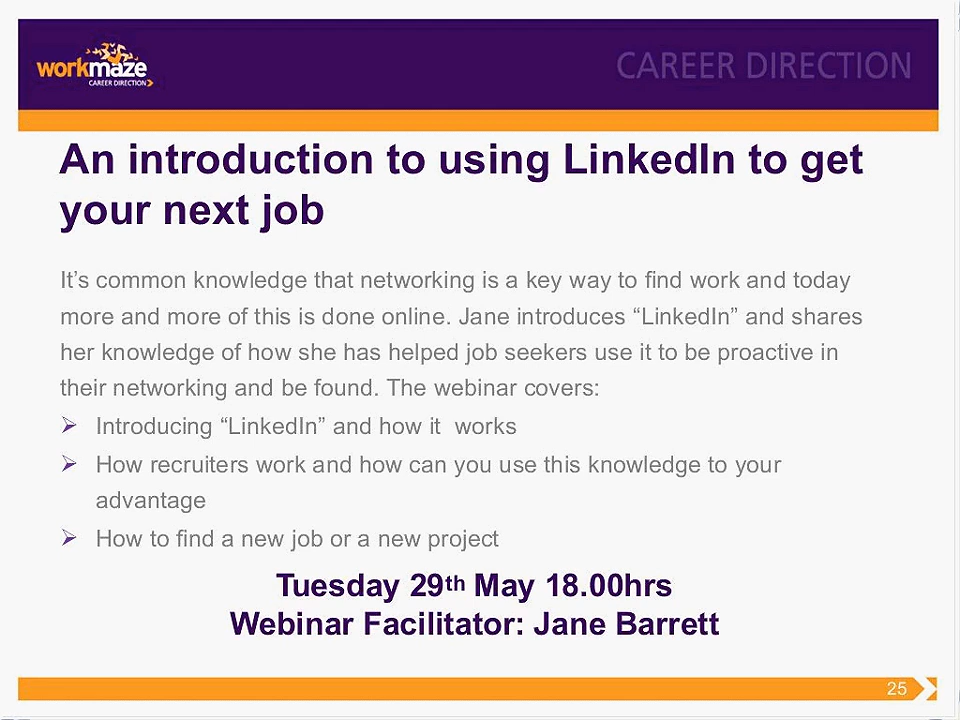 workmaze
CAREER DIRECTION
CAREER DIRECTION
An introduction to using LinkedIn to get
your next job
It’s common knowledge that networking is a key way to find work and today
more and more of this is done online. Jane introduces “LinkedIn” and shares
her knowledge of how she has helped job seekers use it to be proactive in
their networking and be found. The webinar covers:
Introducing “LinkedIn” and how it  works
How recruiters work and how can you use this knowledge to your
advantage
How to find a new job or a new project
Tuesday 29th May 18.00hrs
Webinar Facilitator: Jane Barrett
25